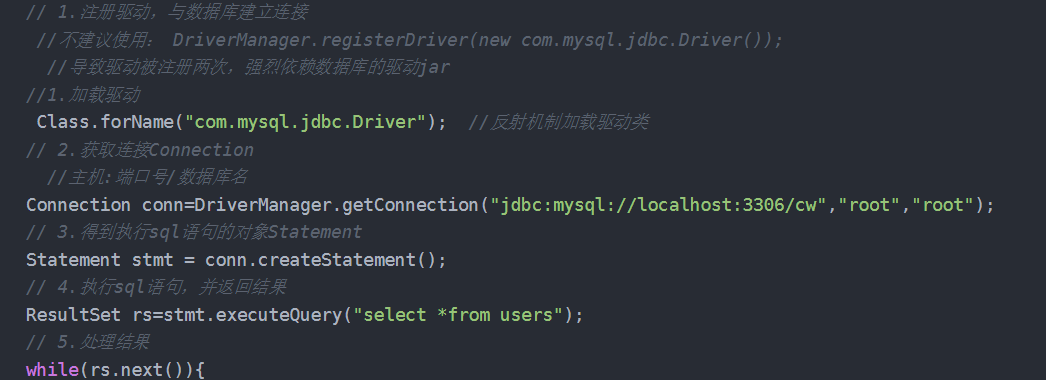 // 1.注册驱动，与数据库建立连接
//不建议使用： DriverManager.registerDriver(new com.mysql.jdbc.Driver());
//导致驱动被注册两次，强烈依赖数据库的驱动jar
//1.加载驱动
Class.forName("com.mysql.jdbc.Driver");  //反射机制加载驱动类
// 2.获取连接Connection
//主机:端口号/数据库名
Connection conn=DriverManager.getConnection("jdbc:mysql://localhost:3306/cw","root","root");
// 3.得到执行sql语句的对象Statement
Statement stmt = conn.createStatement();
// 4.执行sql语句，并返回结果
ResultSet rs=stmt.executeQuery("select *from users");
// 5.处理结果
while(rs.next()){